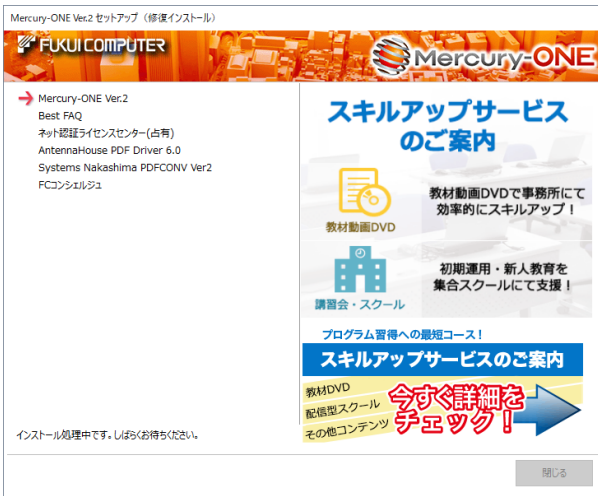 Mercury-ONE Ver.2 セットアップ（修復インストール）
FUKUI COMPUTER
Mercury-ONE
Mercury-ONE Ver.2
Best FAQ
ネット認証ライセンスセンター(占有)
AntennaHouse PDF Driver 6.0
Systems Nakashima PDFCONV Ver2
FCコンシェルジュ
スキルアップサービス
のご案内
教材動画DVDで事務所にて
効率的にスキルアップ！
教材動画DVD
初期運用・新人教育を
集合スクールにて支援！
講習会・スクール
プログラム習得への最短コース！
スキルアップサービスのご案内
教材DVD
配信型スクール
その他コンテンツ
今すぐ詳細を
チェック！
インストール処理中です。しばらくお待ちください。
閉じる